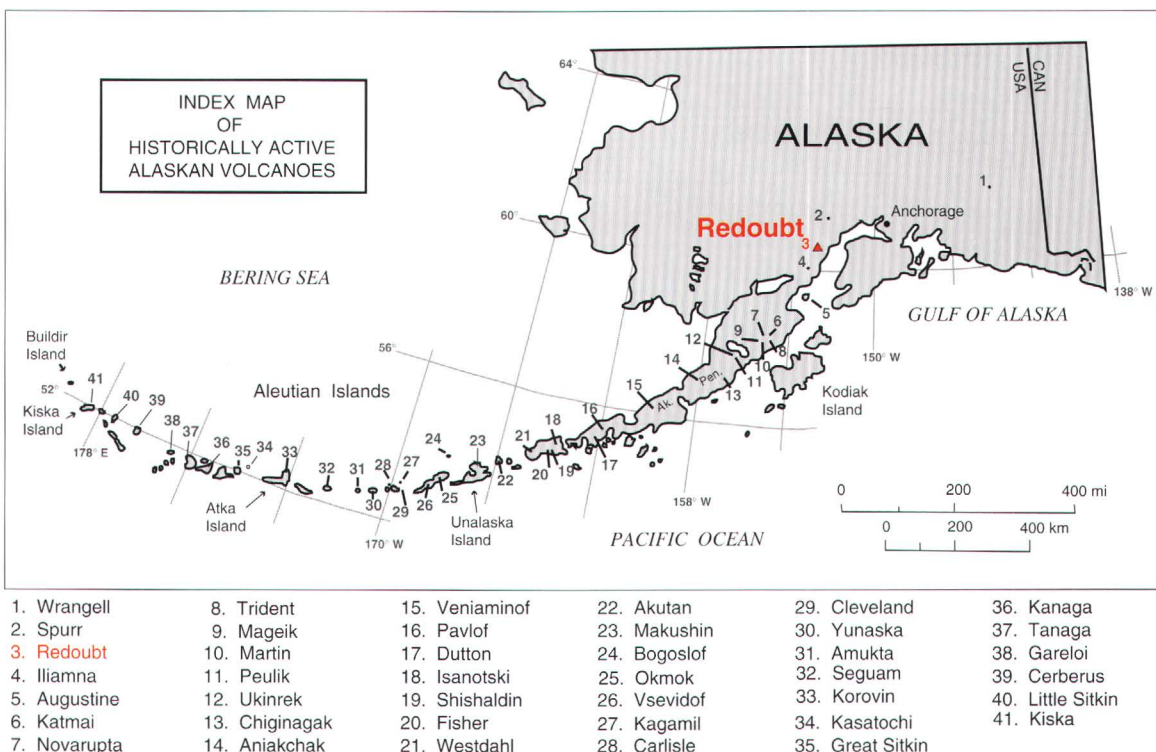 INDEX MAP
OF
HISTORICALLY ACTIVE
ALASKAN VOLCANOES
64°
CAN
USA
ALASKA
1
2
Anchorage
60°
Redoubt
3
4
BERING SEA
138° W
5
GULF OF ALASKA
7
6
9
8
12
10
150°
Buildir
Island
56°
14
11
Pen.
13
Kodiak
Island
52°
41
Aleutian Islands
15
Ak.
40
39
Kiska
Island
16
178° E
38
37
24
23
21
18
36
35
34
33
28
27
22
20
19
17
32
31
158° W
0
200
400 mi
30
29
26
25
Atka
Island
Unalaska
Island
170° W
PACIFIC OCEAN
0
200
400 km
1. Wrangell
2. Spurr
3. Redoubt
4. Iliamna
5. Augustine
6. Katmai
7. Novarupta
8. Trident
9. Mageik
10. Martin
11. Peulik
12. Ukinrek
13. Chiginagak
14. Aniakchak
15. Veniaminof
16. Pavlof
17. Dutton
18. Isanotski
19. Shishaldin
20. Fisher
21. Westdahl
22. Akutan
23. Makushin
24. Bogoslof
25. Okmok
26. Vsevidof
27. Kagamil
28. Carlisle
29. Cleveland
30. Yunaska
31. Amukta
32. Seguam
33. Korovin
34. Kasatochi
35. Great Sitkin
36. Kanaga
37. Tanaga
38. Gareloi
39. Cerberus
40. Little Sitkin
41. Kiska